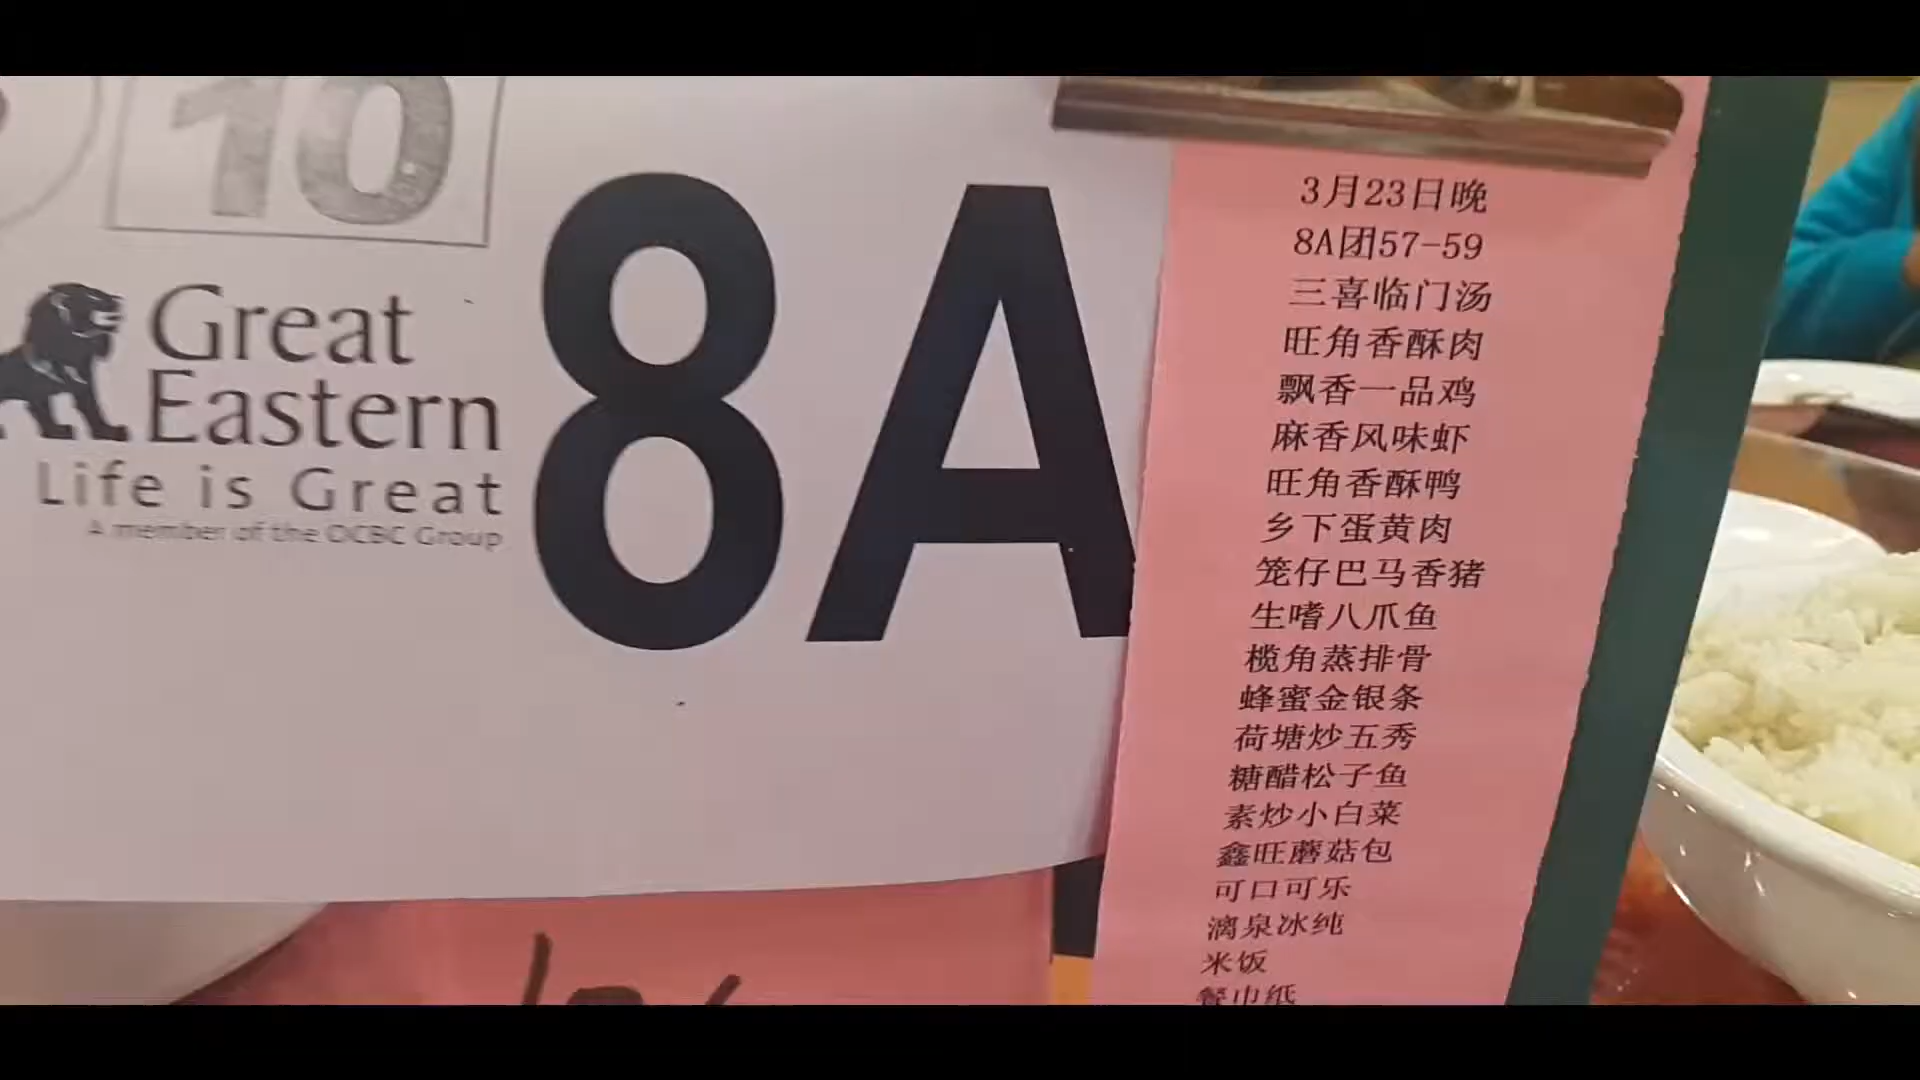 10
Great
Eastern
Life is Great
A member of the OCBC Group
8A
3月23日晚
8A团57-59
三喜临门汤
旺角香酥肉
飘香一品鸡
麻香风味虾
旺角香酥鸭
乡下蛋黄肉
笼仔巴马香猪
生嗜八爪鱼
榄角蒸排骨
蜂蜜金银条
荷塘炒五秀
糖醋松子鱼
素炒小白菜
鑫旺蘑菇包
可口可乐
漓泉冰纯
米饭
餐巾纸